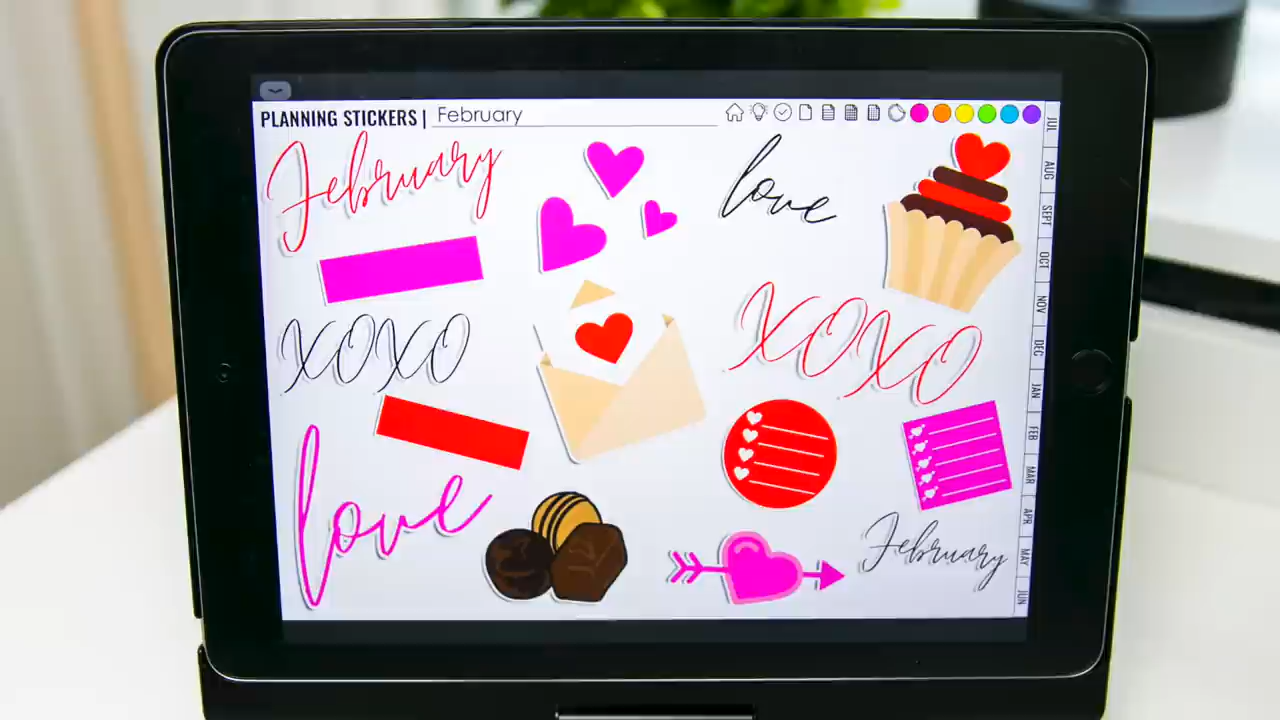 PLANNING STICKERS | February
JUL
AUG
SEPT
OCT
NOV
DEC
JAN
FEB
MAR
APR
MAY
JUN
February
love
XOXO
XOXO
love
February